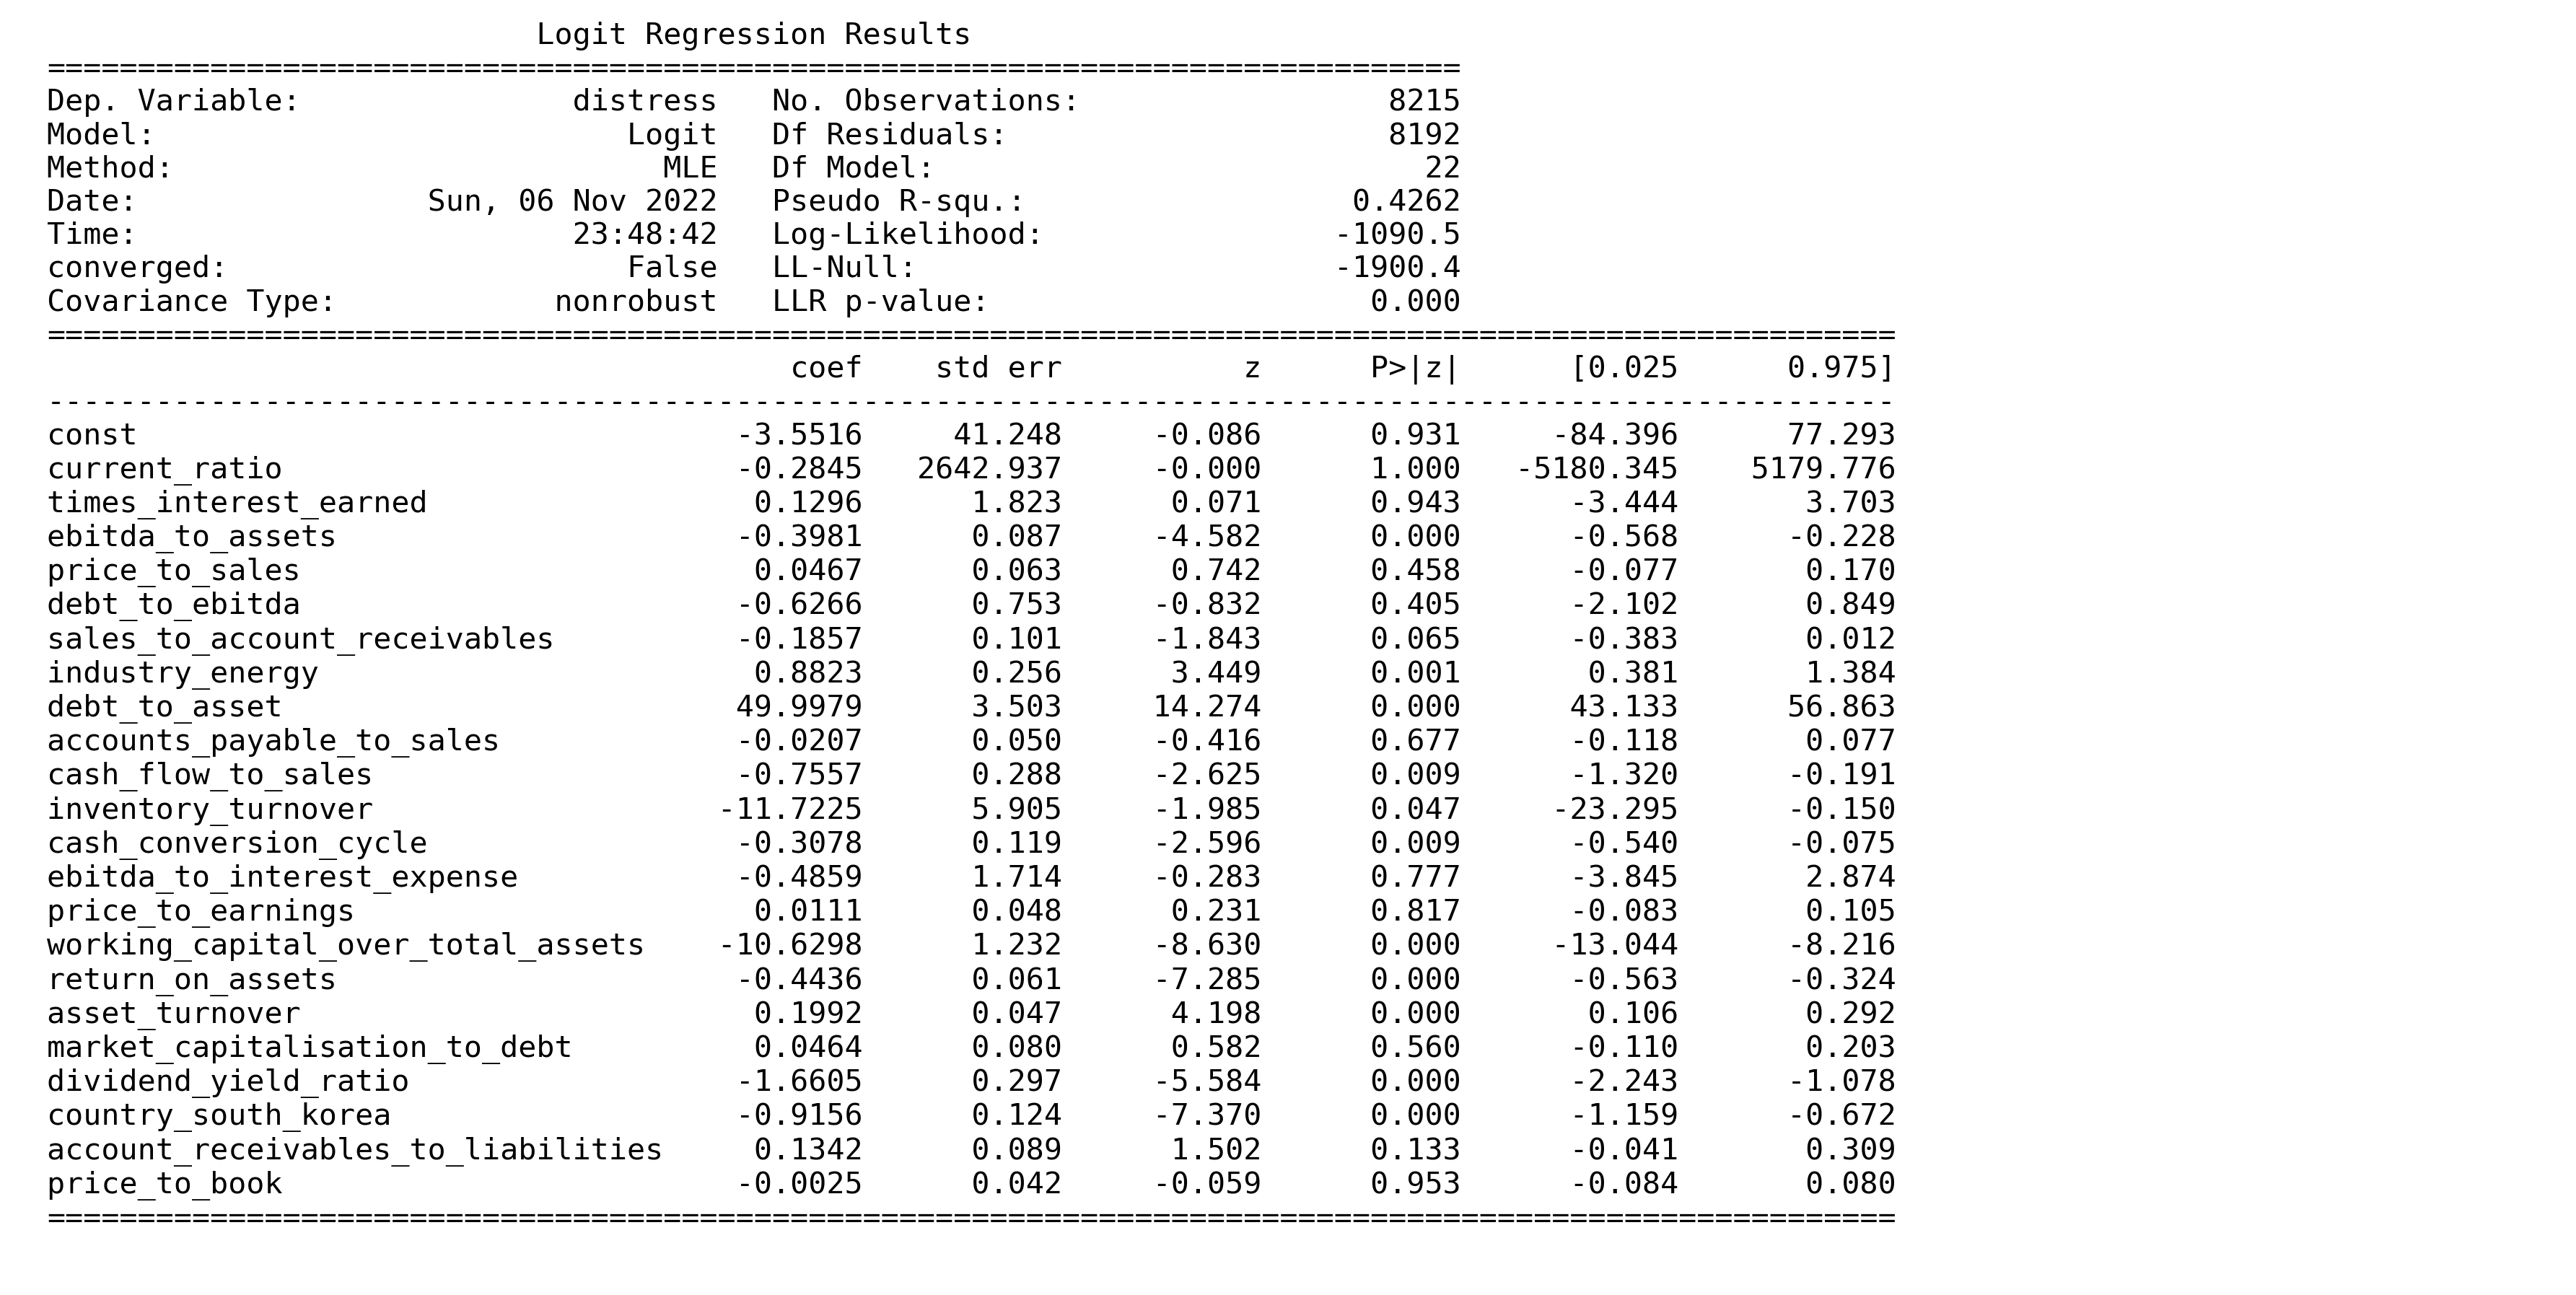 Logit Regression Results
==============================================================================
Dep. Variable:               distress   No. Observations:                 8215
Model:                          Logit   Df Residuals:                     8192
Method:                           MLE   Df Model:                           22
Date:                Sun, 06 Nov 2022   Pseudo R-squ.:                  0.4262
Time:                        23:48:42   Log-Likelihood:                -1090.5
converged:                      False   LL-Null:                       -1900.4
Covariance Type:            nonrobust   LLR p-value:                     0.000
======================================================================================================
                                         coef    std err          z      P>|z|      [0.025      0.975]
------------------------------------------------------------------------------------------------------
const                                 -3.5516     41.248     -0.086      0.931     -84.396      77.293
current_ratio                         -0.2845   2642.937     -0.000      1.000   -5180.345    5179.776
times_interest_earned                  0.1296      1.823      0.071      0.943      -3.444       3.703
ebitda_to_assets                      -0.3981      0.087     -4.582      0.000      -0.568      -0.228
price_to_sales                         0.0467      0.063      0.742      0.458      -0.077       0.170
debt_to_ebitda                        -0.6266      0.753     -0.832      0.405      -2.102       0.849
sales_to_account_receivables          -0.1857      0.101     -1.843      0.065      -0.383       0.012
industry_energy                        0.8823      0.256      3.449      0.001       0.381       1.384
debt_to_asset                         49.9979      3.503     14.274      0.000      43.133      56.863
accounts_payable_to_sales             -0.0207      0.050     -0.416      0.677      -0.118       0.077
cash_flow_to_sales                    -0.7557      0.288     -2.625      0.009      -1.320      -0.191
inventory_turnover                   -11.7225      5.905     -1.985      0.047     -23.295      -0.150
cash_conversion_cycle                 -0.3078      0.119     -2.596      0.009      -0.540      -0.075
ebitda_to_interest_expense            -0.4859      1.714     -0.283      0.777      -3.845       2.874
price_to_earnings                      0.0111      0.048      0.231      0.817      -0.083       0.105
working_capital_over_total_assets    -10.6298      1.232     -8.630      0.000     -13.044      -8.216
return_on_assets                      -0.4436      0.061     -7.285      0.000      -0.563      -0.324
asset_turnover                         0.1992      0.047      4.198      0.000       0.106       0.292
market_capitalisation_to_debt          0.0464      0.080      0.582      0.560      -0.110       0.203
dividend_yield_ratio                  -1.6605      0.297     -5.584      0.000      -2.243      -1.078
country_south_korea                   -0.9156      0.124     -7.370      0.000      -1.159      -0.672
account_receivables_to_liabilities     0.1342      0.089      1.502      0.133      -0.041       0.309
price_to_book                         -0.0025      0.042     -0.059      0.953      -0.084       0.080
======================================================================================================